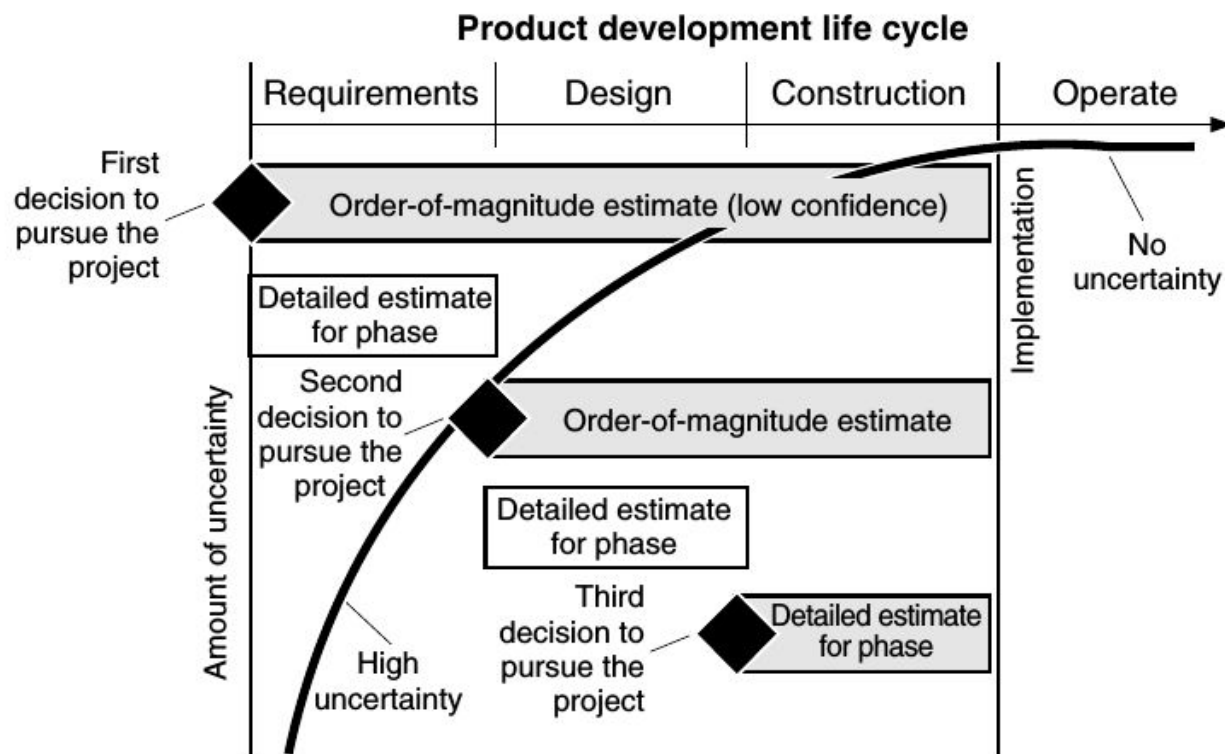 Product development life cycle
Requirements
Design
Construction
Operate
First
decision to
pursue the
project
Order-of-magnitude estimate (low confidence)
Implementation
No
uncertainty
Detailed estimate
for phase
Second
decision to
pursue the
project
Order-of-magnitude estimate
Amount of uncertainty
Detailed estimate
for phase
Third
decision to
pursue the
project
Detailed estimate
for phase
High
uncertainty